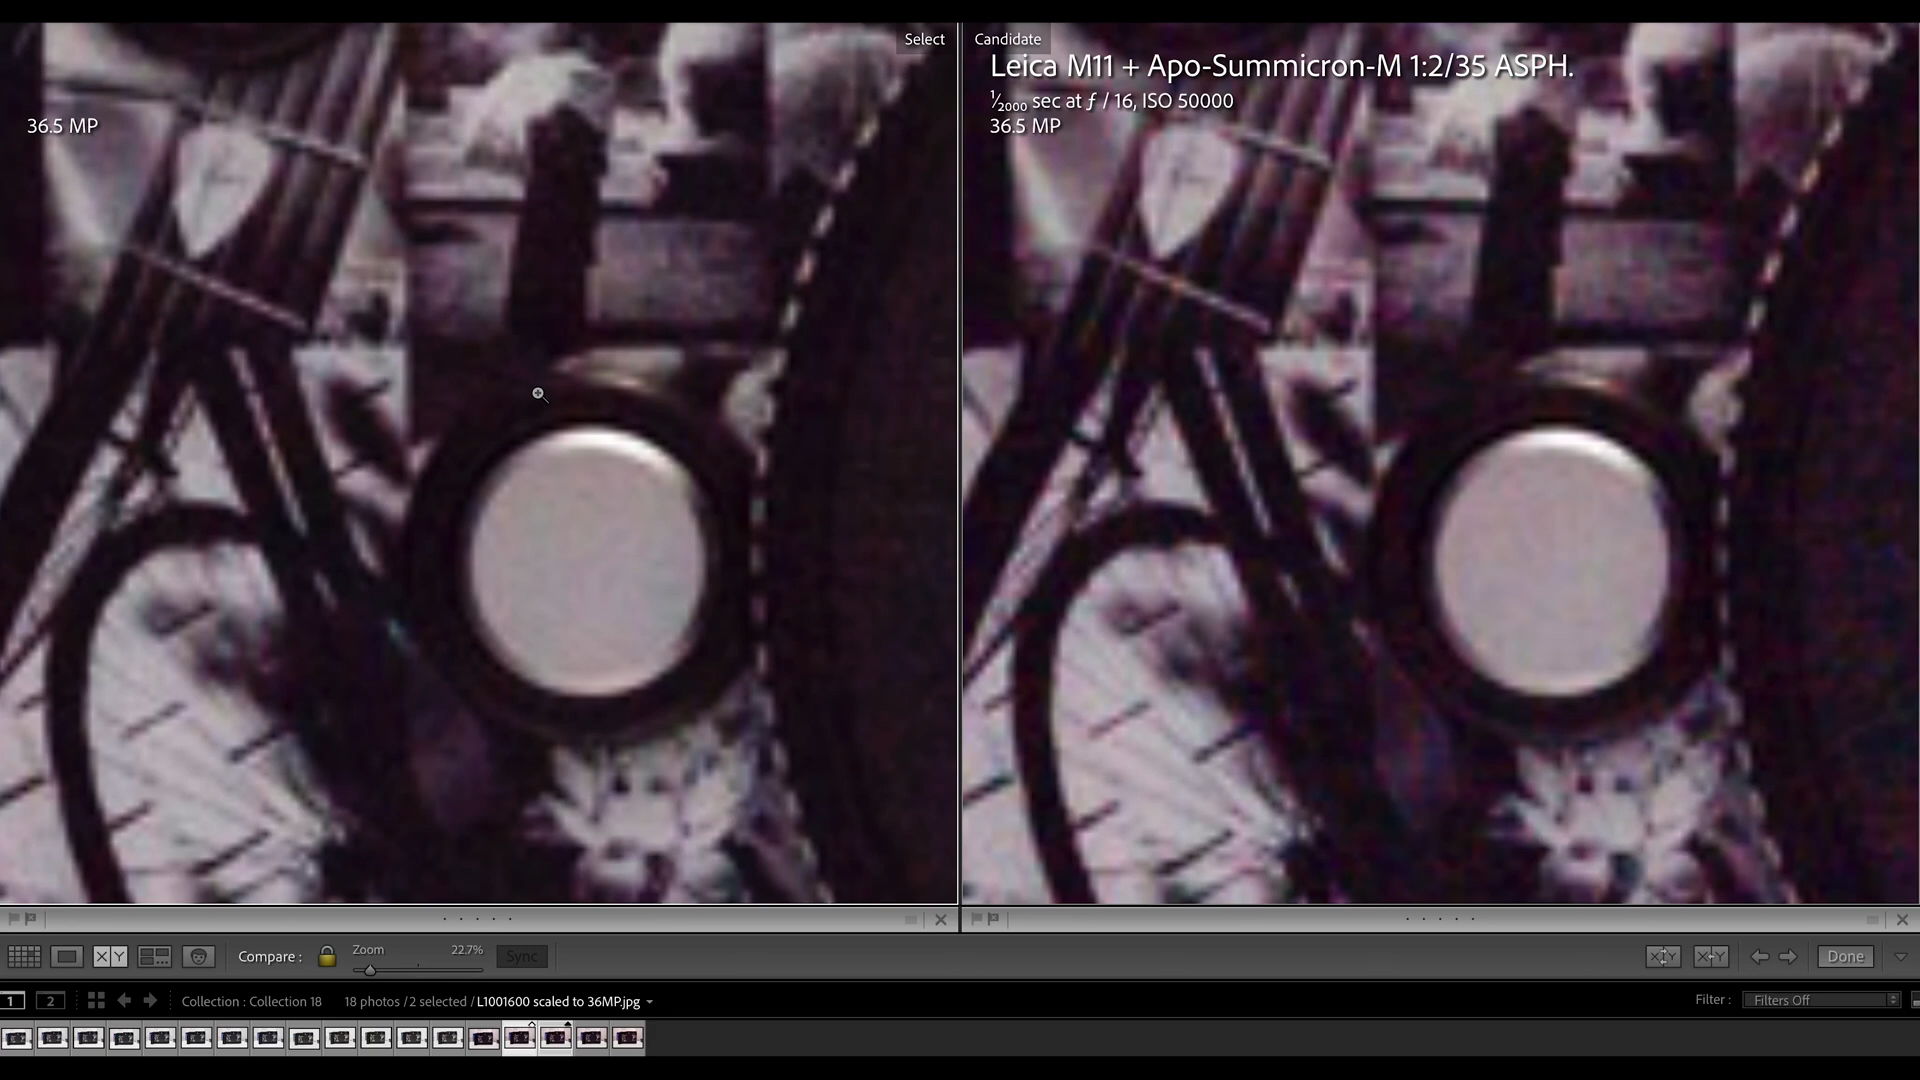 Select
36.5 MP
Candidate
Leica M11 + Apo-Summicron-M 1:2/35 ASPH.
1/2000 sec at ƒ / 16, ISO 50000
36.5 MP
XY
Compare :
Zoom
22.7%
Sync
X Y
X Y
Done
1
2
Collection : Collection 18
18 photos / 2 selected / L1001600 scaled to 36MP.jpg
Filter :
Filters Off